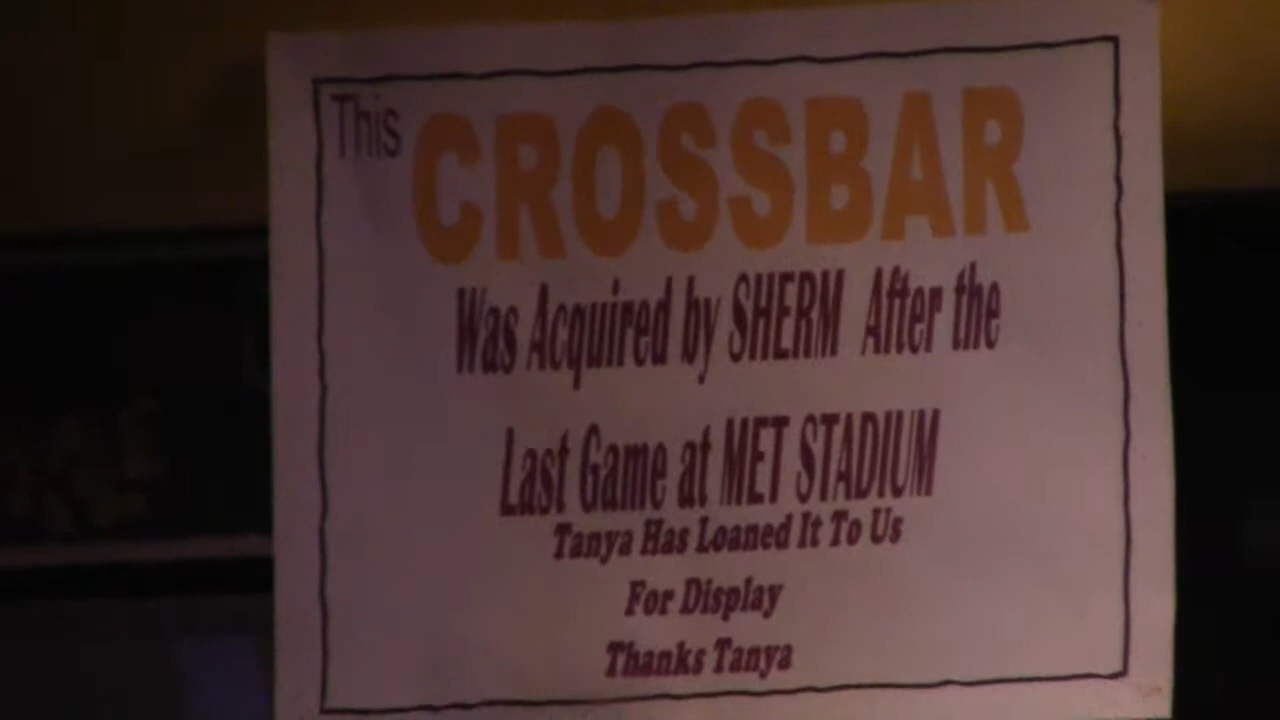 This CROSSBAR
Was Acquired by SHERM After the
Last Game at MET STADIUM
Tanya Has Loaned It To Us
For Display
Thanks Tanya